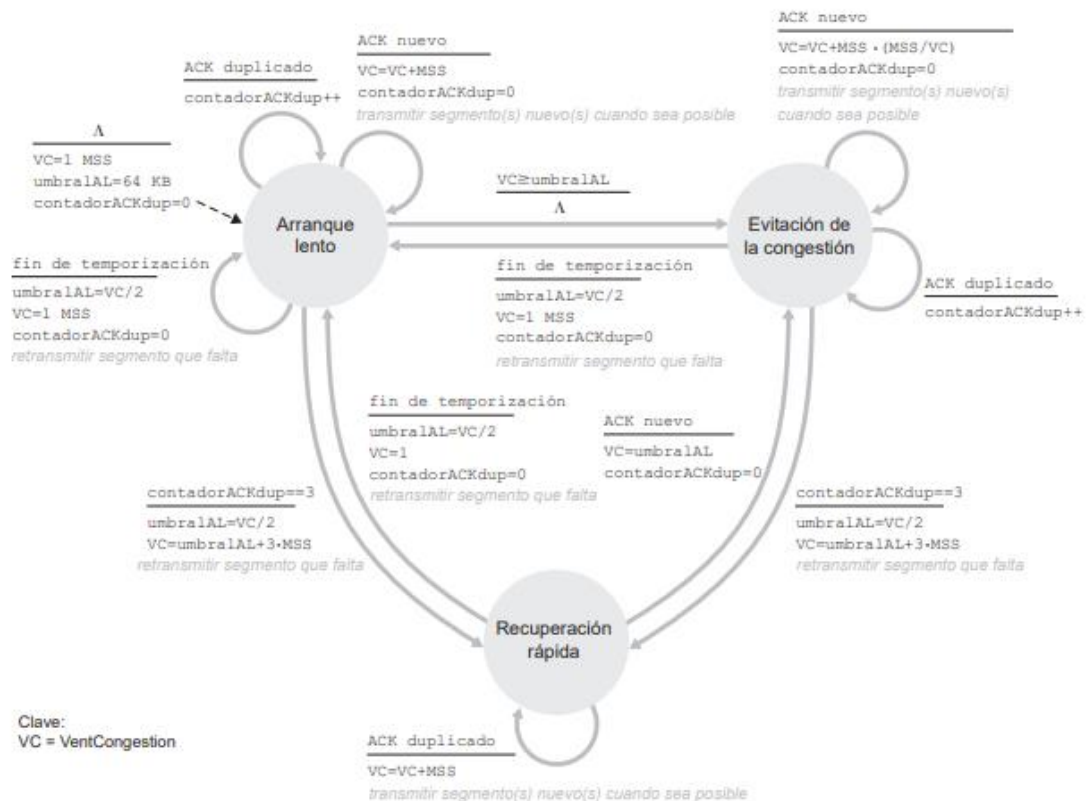 ACK nuevo
VC=VC+MSS·(MSS/VC)
contadorACKdup=0
transmitir segmento(s) nuevo(s)
cuando sea posible
ACK nuevo
VC=VC+MSS
contadorACKdup=0
transmitir segmento(s) nuevo(s) cuando sea posible
ACK duplicado
contadorACKdup++
Λ
VC=1 MSS
umbralAL=64 KB
contadorACKdup=0
Arranque
lento
VC≥umbralAL
Λ
Evitación de
la congestión
fin de temporización
umbralAL=VC/2
VC=1 MSS
contadorACKdup=0
retransmitir segmento que falta
fin de temporización
umbralAL=VC/2
VC=1 MSS
contadorACKdup=0
retransmitir segmento que falta
ACK duplicado
contadorACKdup++
fin de temporización
umbralAL=VC/2
VC=1
contadorACKdup=0
retransmitir segmento que falta
ACK nuevo
VC=umbralAL
contadorACKdup=0
contadorACKdup==3
umbralAL=VC/2
VC=umbralAL+3·MSS
retransmitir segmento que falta
contadorACKdup==3
umbralAL=VC/2
VC=umbralAL+3·MSS
retransmitir segmento que falta
Recuperación
rápida
Clave:
VC = VentCongestion
ACK duplicado
VC=VC+MSS
transmitir segmento(s) nuevo(s) cuando sea posible